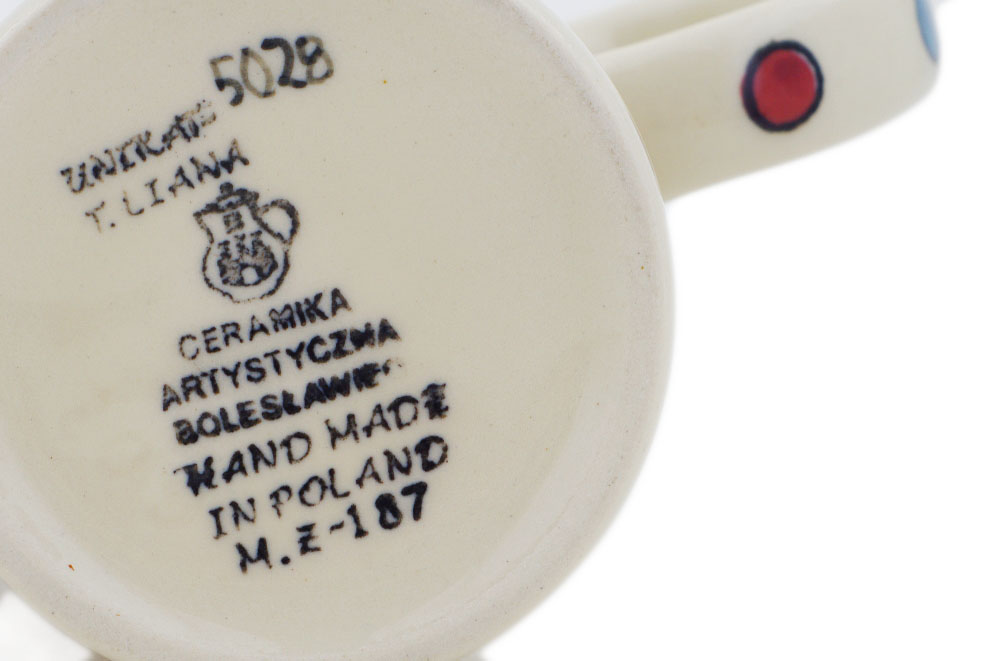 UNIKAT 5028
T. LIANA
CERAMIKA
ARTYSTYCZNA
BOLESŁAWIEC
HAND MADE
IN POLAND
M.Z-187